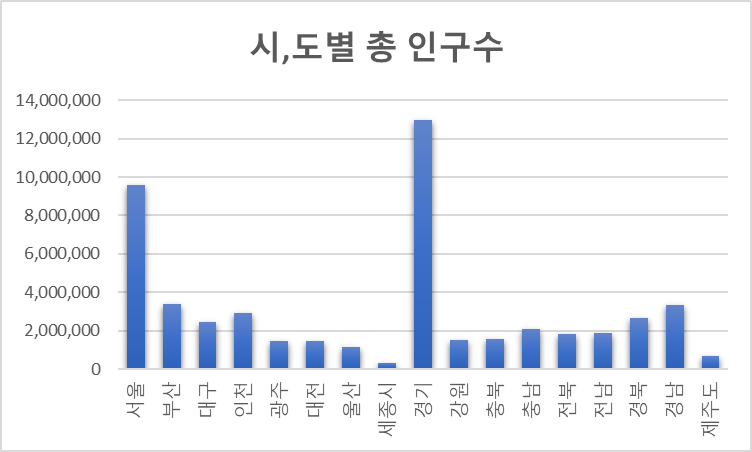 시,도별 총 인구수
14,000,000
12,000,000
10,000,000
8,000,000
6,000,000
4,000,000
2,000,000
0
서울
부산
대구
인천
광주
대전
울산
세종시
경기
강원
충북
충남
전북
전남
경북
경남
제주도